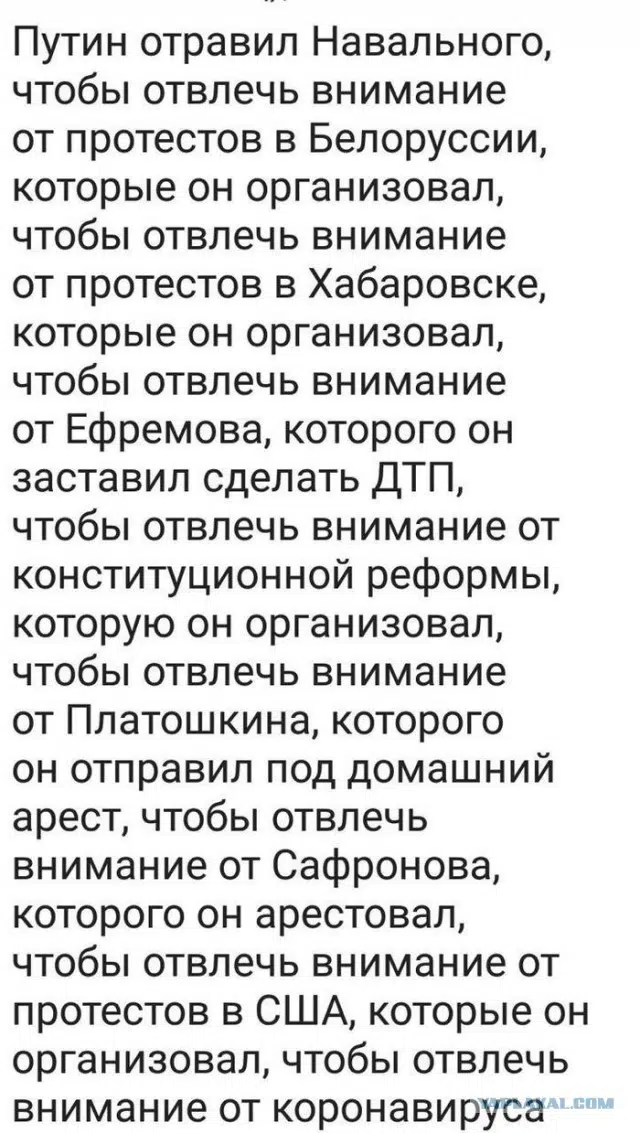 Путин отравил Навального,
чтобы отвлечь внимание
от протестов в Белоруссии,
которые он организовал,
чтобы отвлечь внимание
от протестов в Хабаровске,
которые он организовал,
чтобы отвлечь внимание
от Ефремова, которого он
заставил сделать ДТП,
чтобы отвлечь внимание от
конституционной реформы,
которую он организовал,
чтобы отвлечь внимание
от Платошкина, которого
он отправил под домашний
арест, чтобы отвлечь
внимание от Сафронова,
которого он арестовал,
чтобы отвлечь внимание от
протестов в США, которые он
организовал, чтобы отвлечь
внимание от коронавируса
YAPLAKAL.COM